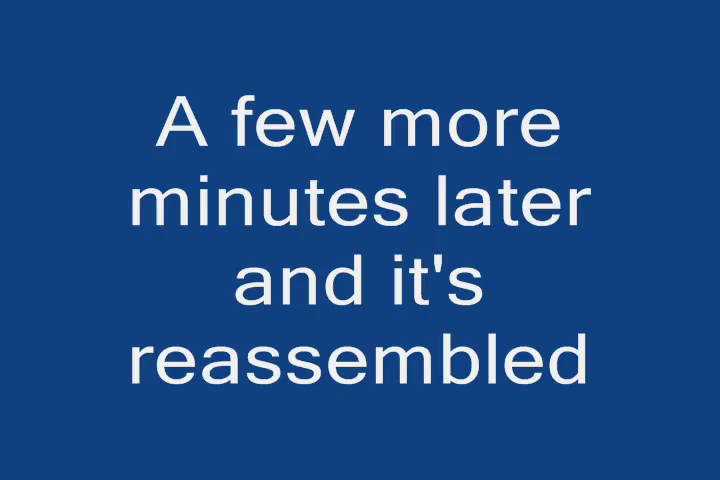 A few more
minutes later
and it's
reassembled